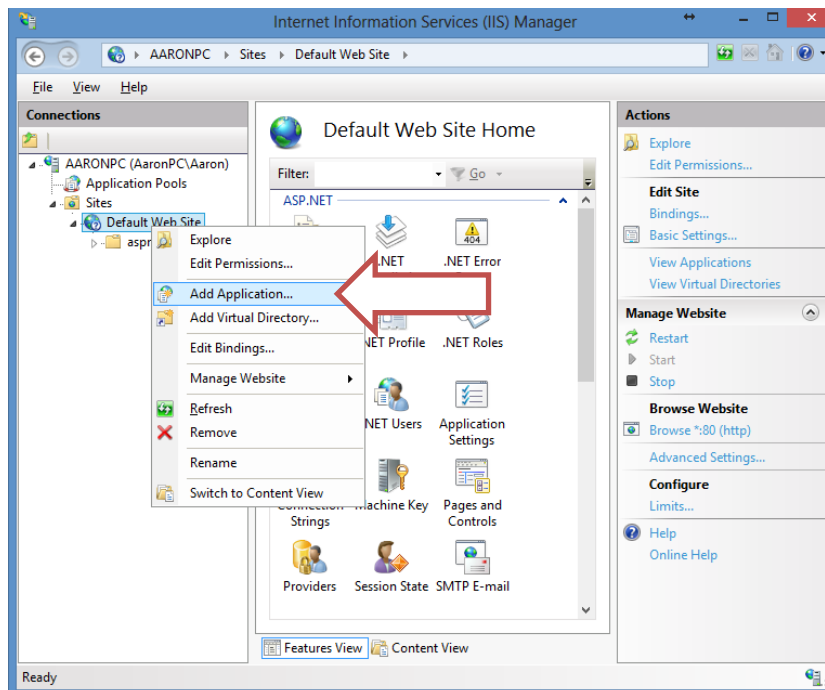 Internet Information Services (IIS) Manager
AARONPC Sites Default Web Site
File View Help
Connections
AARONPC (AaronPC\Aaron)
Application Pools
Sites
Default Web Site
Explore
Edit Permissions...
Add Application...
Add Virtual Directory...
Edit Bindings...
Manage Website
Refresh
Remove
Rename
Switch to Content View
Default Web Site Home
Filter: Go
ASP.NET
.NET Error
404
.NET Profile .NET Roles
.NET Users Application
Settings
Machine Key Pages and
Strings Controls
Providers Session State SMTP E-mail
Features View Content View
Actions
Explore
Edit Permissions...
Edit Site
Bindings...
Basic Settings...
View Applications
View Virtual Directories
Manage Website
Restart
Start
Stop
Browse Website
Browse *:80 (http)
Advanced Settings...
Configure
Limits...
Help
Online Help
Ready